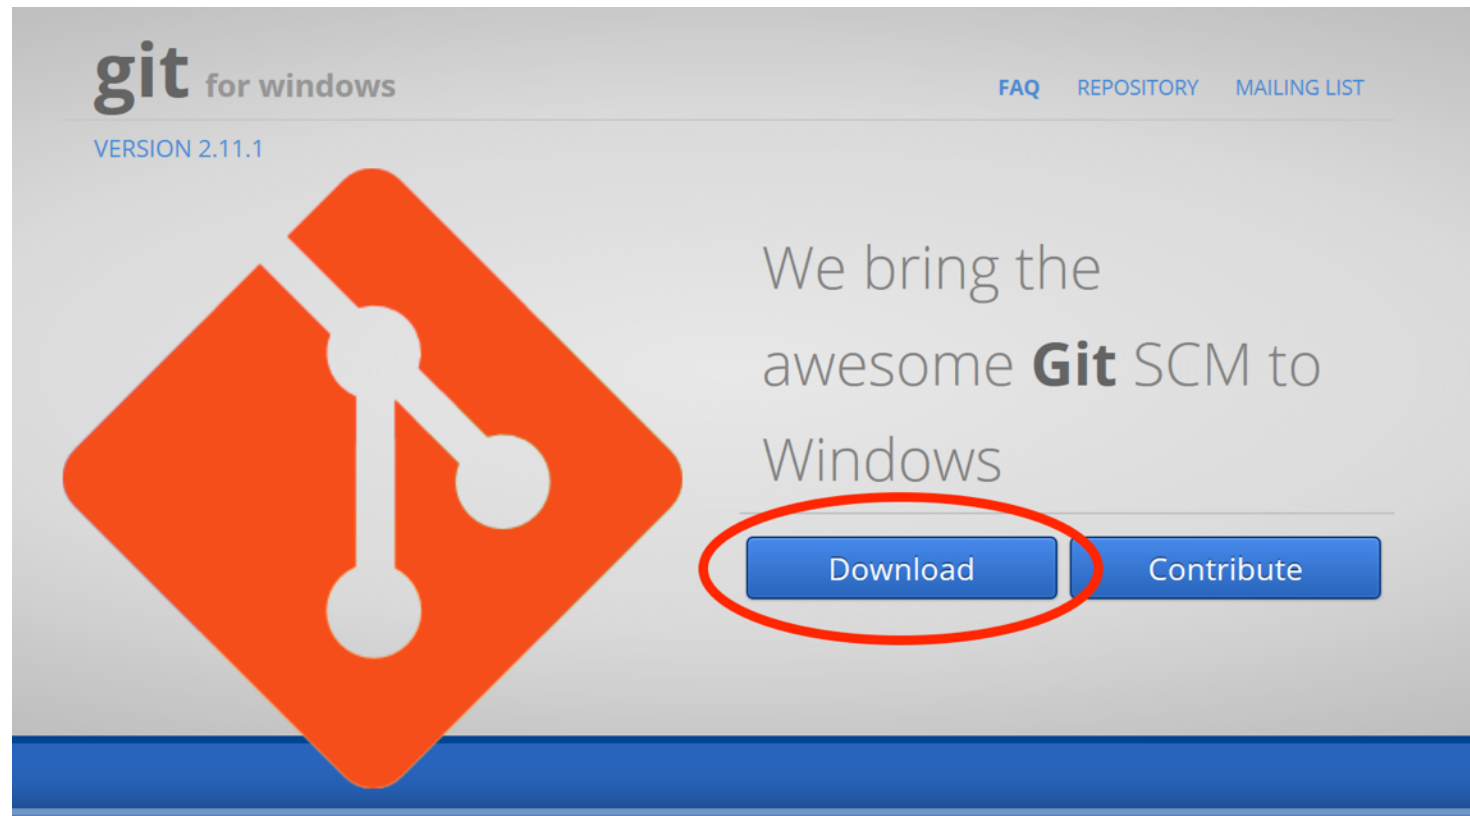 git for windows
FAQ REPOSITORY MAILING LIST
VERSION 2.11.1
We bring the
awesome Git SCM to
Windows
Download Contribute